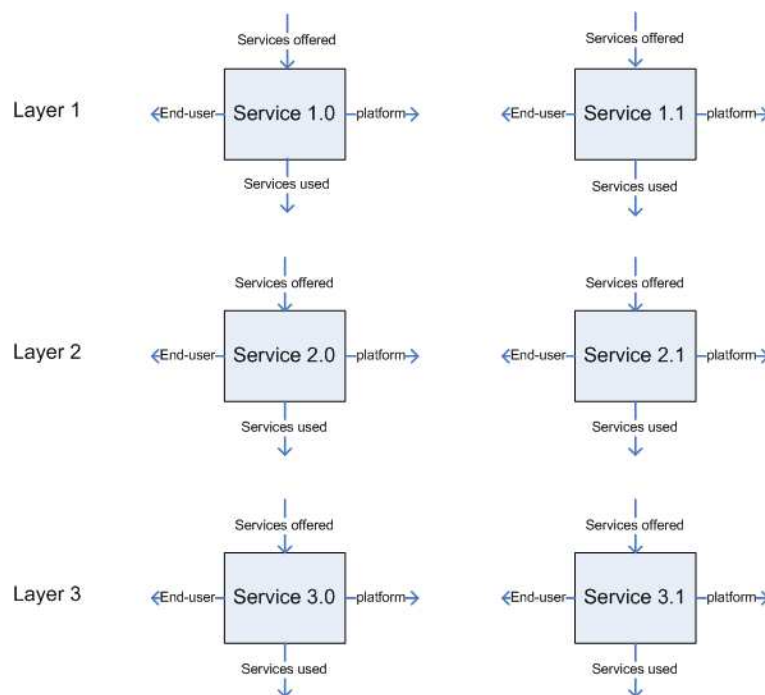 Services offered
Services offered
Layer 1
End-user
Service 1.0
platform
End-user
Service 1.1
platform
Services used
Services used
Services offered
Services offered
Layer 2
End-user
Service 2.0
platform
End-user
Service 2.1
platform
Services used
Services used
Services offered
Services offered
Layer 3
End-user
Service 3.0
platform
End-user
Service 3.1
platform
Services used
Services used